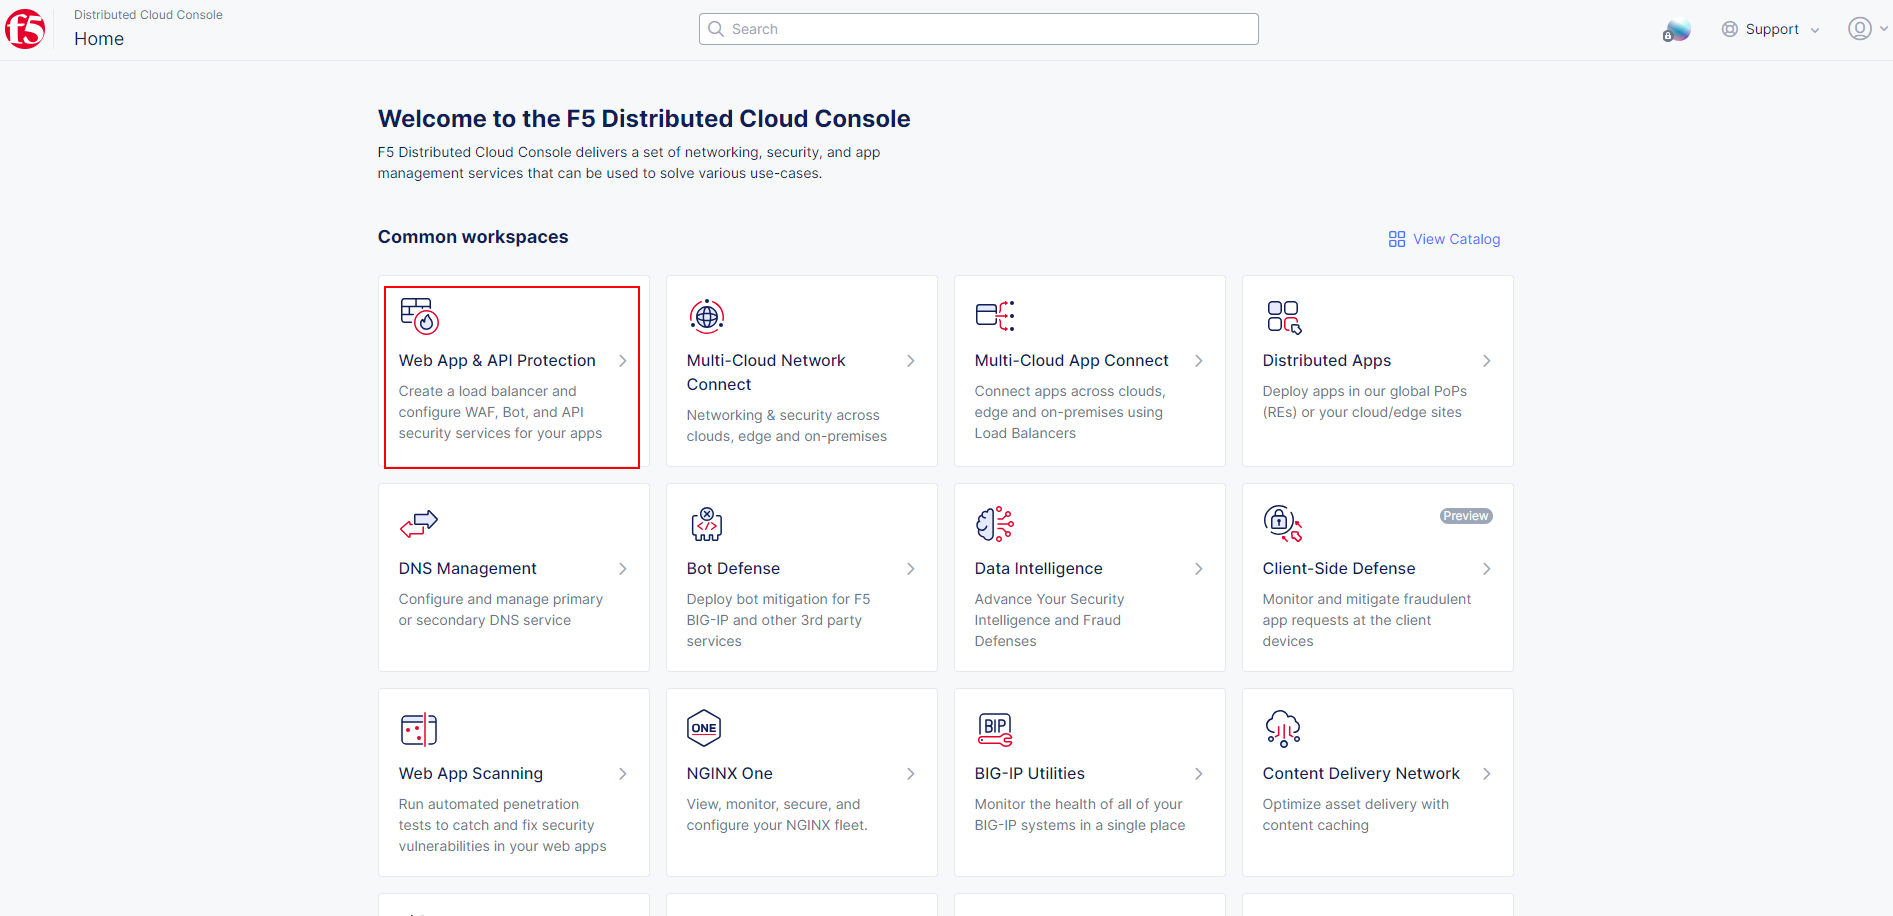 f5
Distributed Cloud Console
Home
Search
Support
Welcome to the F5 Distributed Cloud Console
F5 Distributed Cloud Console delivers a set of networking, security, and app
management services that can be used to solve various use-cases.
Common workspaces
View Catalog
Web App & API Protection
Create a load balancer and
configure WAF, Bot, and API
security services for your apps
Multi-Cloud Network
Connect
Networking & security across
clouds, edge and on-premises
Multi-Cloud App Connect
Connect apps across clouds,
edge and on-premises using
Load Balancers
Distributed Apps
Deploy apps in our global PoPs
(REs) or your cloud/edge sites
DNS Management
Configure and manage primary
or secondary DNS service
Bot Defense
Deploy bot mitigation for F5
BIG-IP and other 3rd party
services
Data Intelligence
Advance Your Security
Intelligence and Fraud
Defenses
Preview
Client-Side Defense
Monitor and mitigate fraudulent
app requests at the client
devices
Web App Scanning
Run automated penetration
tests to catch and fix security
vulnerabilities in your web apps
ONE
NGINX One
View, monitor, secure, and
configure your NGINX fleet.
BIP
BIG-IP Utilities
Monitor the health of all of your
BIG-IP systems in a single place
Content Delivery Network
Optimize asset delivery with
content caching